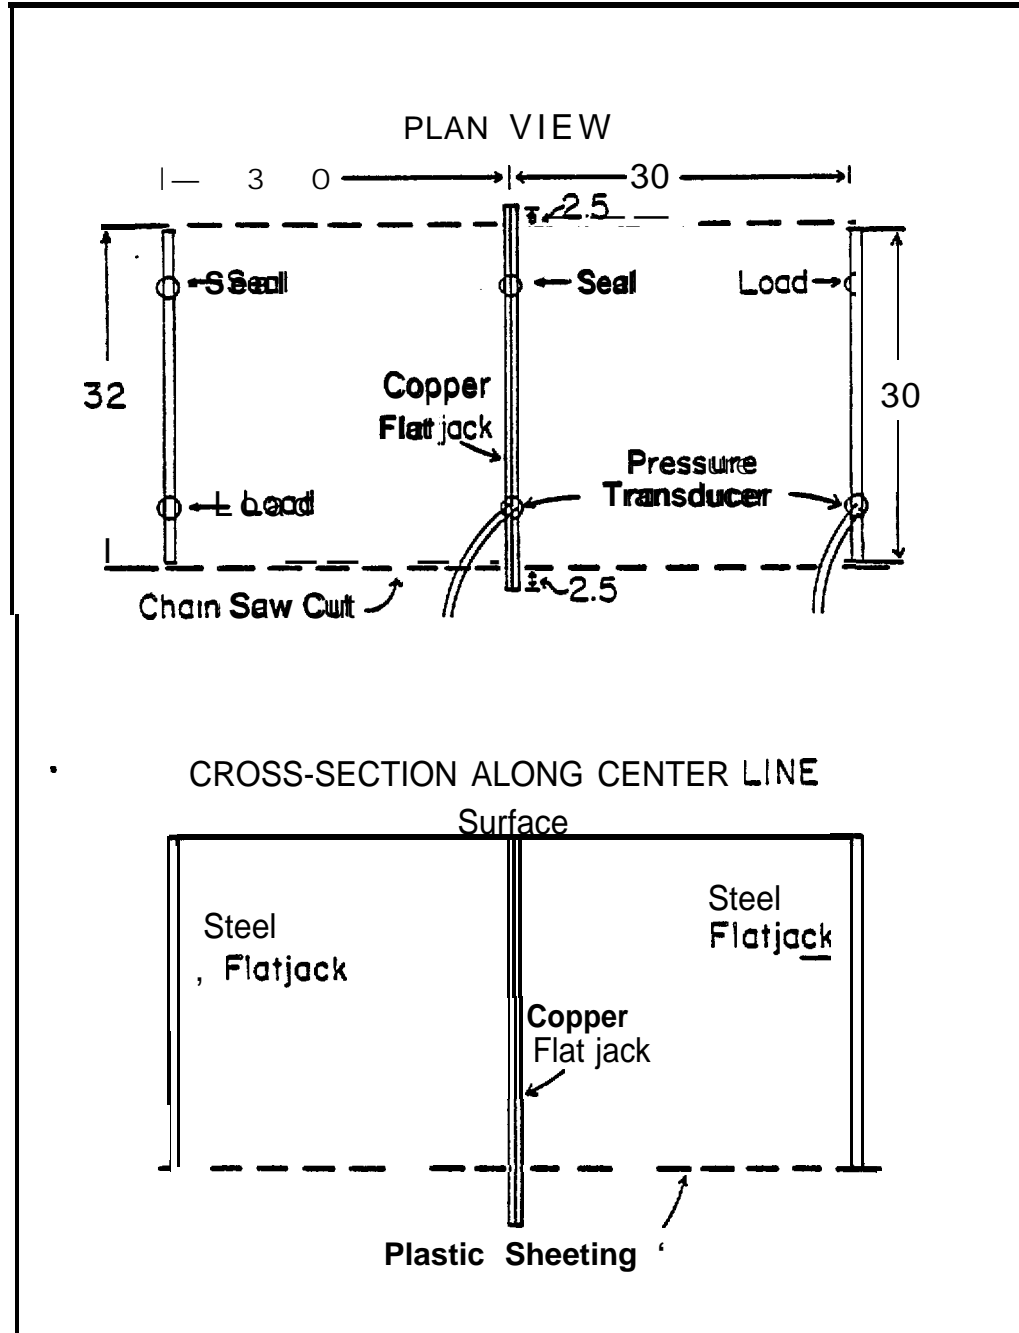 PLAN VIEW
30 30
2.5
Seal Seal Load
32 Copper 30
Flat jack
Pressure
Transducer
Load
2.5
Chain Saw Cut
CROSS-SECTION ALONG CENTER LINE
Surface
Steel Steel
Flatjack Flatjack
Copper
Flat jack
Plastic Sheeting